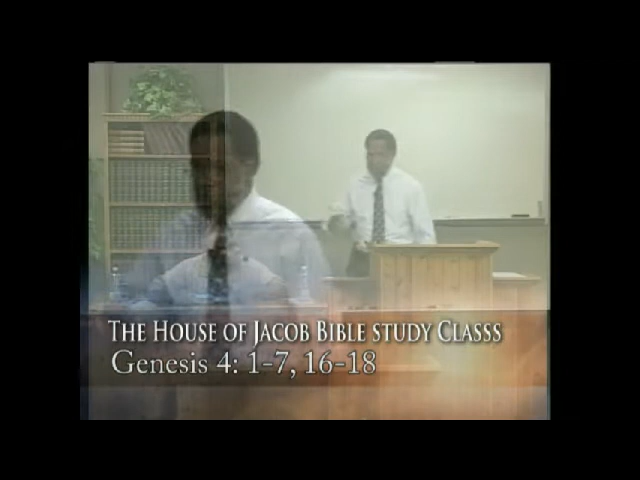 THE HOUSE OF JACOB BIBLE STUDY CLASSS
Genesis 4: 1-7, 16-18